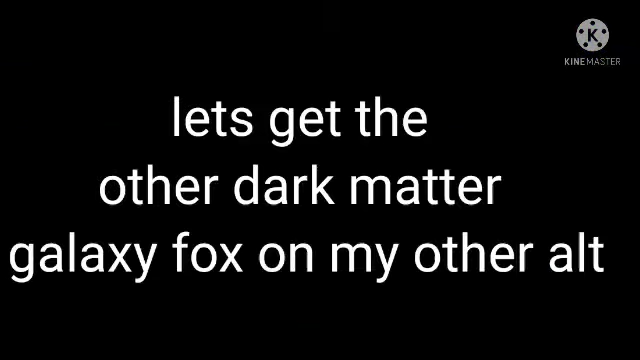 KINEMASTER
lets get the
other dark matter
galaxy fox on my other alt